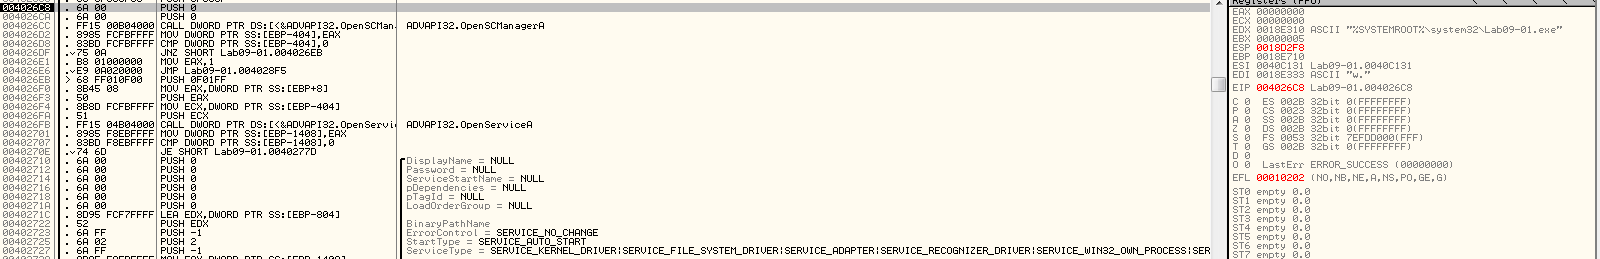 Registers (FPU)
004026C8 . 6A 00 PUSH 0
004026CA . 6A 00 PUSH 0
004026CC . FF15 00B04000 CALL DWORD PTR DS:[<&ADVAPI32.OpenSCMan ADVAPI32.OpenSCManagerA
004026D2 . 8985 FCFBFFFF MOV DWORD PTR SS:[EBP-404],EAX
004026D8 . 83BD FCFBFFFF CMP DWORD PTR SS:[EBP-404],0
004026DF .v75 0A JNZ SHORT Lab09-01.004026EB
004026E1 . B8 01000000 MOV EAX,1
004026E6 .vE9 0A020000 JMP Lab09-01.004028F5
004026EB > 68 FF010F00 PUSH 0F01FF
004026F0 . 8B45 08 MOV EAX,DWORD PTR SS:[EBP+8]
004026F3 . 50 PUSH EAX
004026F4 . 8B8D FCFBFFFF MOV ECX,DWORD PTR SS:[EBP-404]
004026FA . 51 PUSH ECX
004026FB . FF15 04B04000 CALL DWORD PTR DS:[<&ADVAPI32.OpenServi ADVAPI32.OpenServiceA
00402701 . 8985 F8EBFFFF MOV DWORD PTR SS:[EBP-1408],EAX
00402707 . 83BD F8EBFFFF CMP DWORD PTR SS:[EBP-1408],0
0040270E .v74 6D JE SHORT Lab09-01.0040277D
00402710 . 6A 00 PUSH 0 DisplayName = NULL
00402712 . 6A 00 PUSH 0 Password = NULL
00402714 . 6A 00 PUSH 0 ServiceStartName = NULL
00402716 . 6A 00 PUSH 0 pDependencies = NULL
00402718 . 6A 00 PUSH 0 pTagId = NULL
0040271A . 6A 00 PUSH 0 LoadOrderGroup = NULL
0040271C . 8D95 FCF7FFFF LEA EDX,DWORD PTR SS:[EBP-804]
00402722 . 52 PUSH EDX BinaryPathName
00402723 . 6A FF PUSH -1 ErrorControl = SERVICE_NO_CHANGE
00402725 . 6A 02 PUSH 2 StartType = SERVICE_AUTO_START
00402727 . 6A FF PUSH -1 ServiceType = SERVICE_KERNEL_DRIVER|SERVICE_FILE_SYSTEM_DRIVER|SERVICE_ADAPTER|SERVICE_RECOGNIZER_DRIVER|SERVICE_WIN32_OWN_PROCESS|SER
EAX 00000000
ECX 00000000
EDX 0018E310 ASCII "%SYSTEMROOT%\system32\Lab09-01.exe"
EBX 00000005
ESP 0018D2F8
EBP 0018E710
ESI 0040C131 Lab09-01.0040C131
EDI 0018E333 ASCII "w."
EIP 004026C8 Lab09-01.004026C8
C 0 ES 002B 32bit 0(FFFFFFFF)
P 0 CS 0023 32bit 0(FFFFFFFF)
A 0 SS 002B 32bit 0(FFFFFFFF)
Z 0 DS 002B 32bit 0(FFFFFFFF)
S 0 FS 0053 32bit 7EFDD000(FFF)
T 0 GS 002B 32bit 0(FFFFFFFF)
D 0
O 0 LastErr ERROR_SUCCESS (00000000)
EFL 00010202 (NO,NB,NE,A,NS,PO,GE,G)
ST0 empty 0.0
ST1 empty 0.0
ST2 empty 0.0
ST3 empty 0.0
ST4 empty 0.0
ST5 empty 0.0
ST6 empty 0.0
ST7 empty 0.0